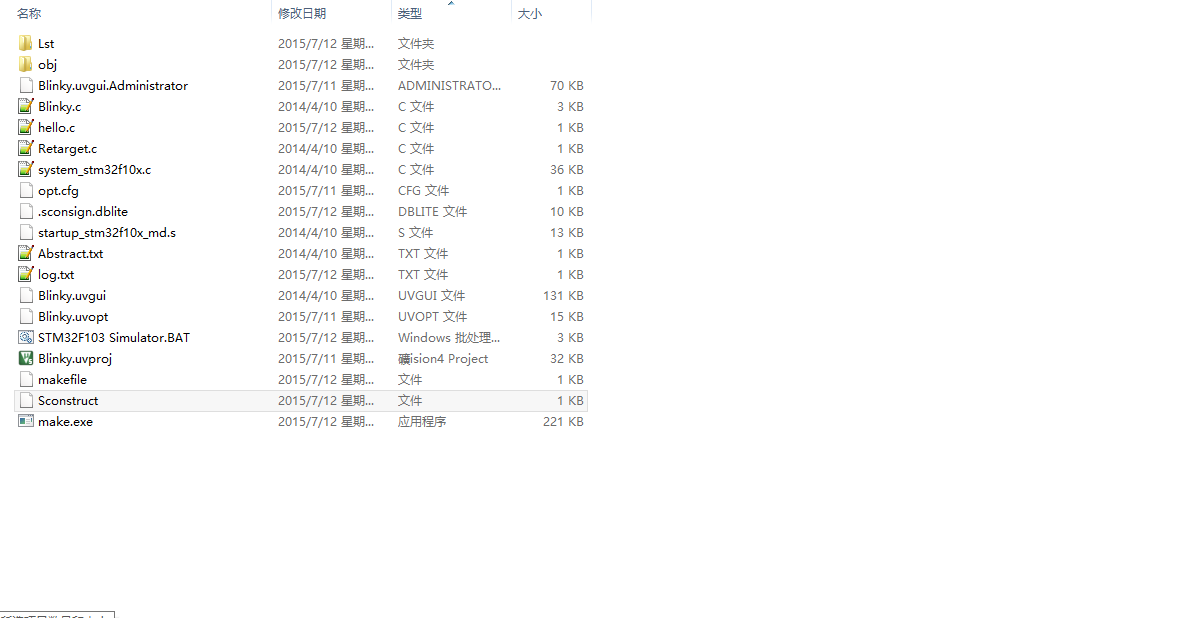 名称 修改日期 类型 大小
Lst 2015/7/12 星期... 文件夹
obj 2015/7/12 星期... 文件夹
Blinky.uvgui.Administrator 2015/7/11 星期... ADMINISTRATO... 70 KB
Blinky.c 2014/4/10 星期... C 文件 3 KB
hello.c 2015/7/12 星期... C 文件 1 KB
Retarget.c 2014/4/10 星期... C 文件 1 KB
system_stm32f10x.c 2014/4/10 星期... C 文件 36 KB
opt.cfg 2015/7/11 星期... CFG 文件 1 KB
.sconsign.dblite 2015/7/12 星期... DBLITE 文件 10 KB
startup_stm32f10x_md.s 2014/4/10 星期... S 文件 13 KB
Abstract.txt 2014/4/10 星期... TXT 文件 1 KB
log.txt 2015/7/12 星期... TXT 文件 1 KB
Blinky.uvgui 2014/4/10 星期... UVGUI 文件 131 KB
Blinky.uvopt 2015/7/11 星期... UVOPT 文件 15 KB
STM32F103 Simulator.BAT 2015/7/12 星期... Windows 批处理... 3 KB
Blinky.uvproj 2015/7/11 星期... 礦ision4 Project 32 KB
makefile 2015/7/12 星期... 文件 1 KB
Sconstruct 2015/7/12 星期... 文件 1 KB
make.exe 2015/7/12 星期... 应用程序 221 KB